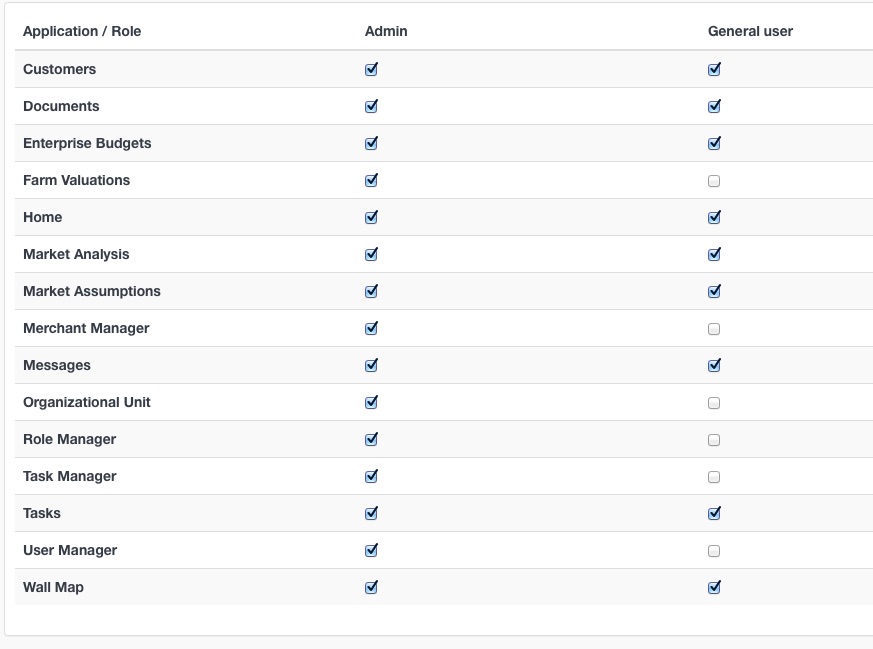 Application / Role Admin General user
Customers
Documents
Enterprise Budgets
Farm Valuations
Home
Market Analysis
Market Assumptions
Merchant Manager
Messages
Organizational Unit
Role Manager
Task Manager
Tasks
User Manager
Wall Map